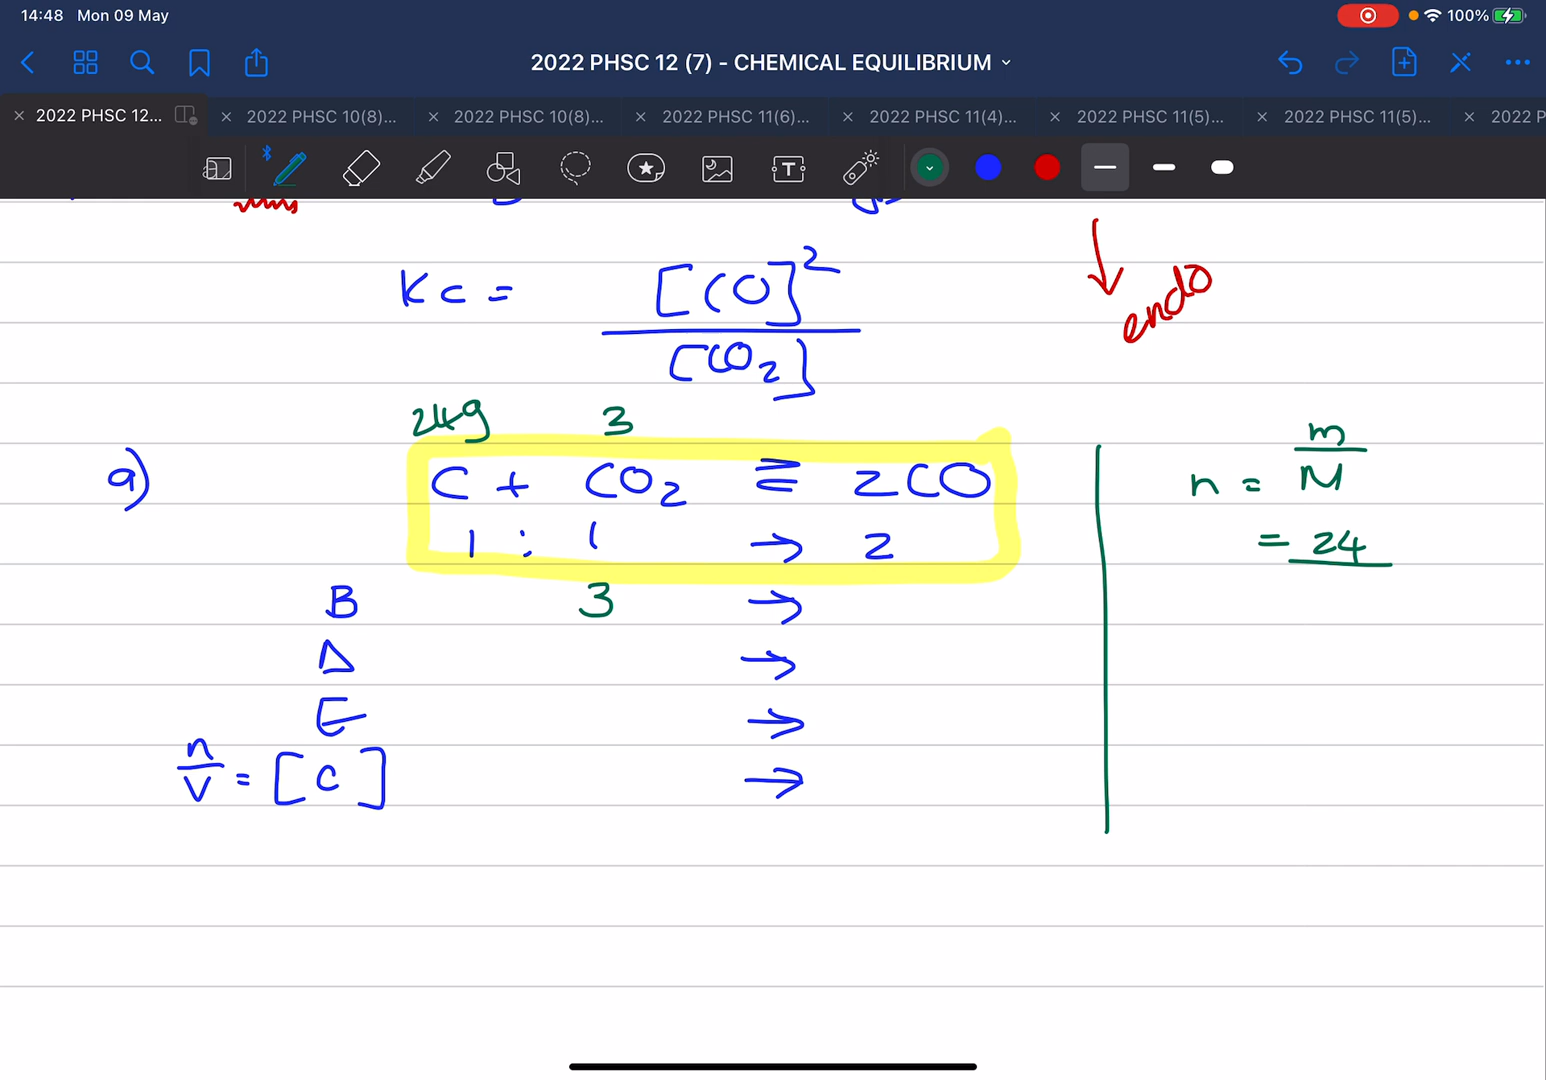 14:48 Mon 09 May 100%
2022 PHSC 12 (7) - CHEMICAL EQUILIBRIUM
2022 PHSC 12... 2022 PHSC 10(8)... 2022 PHSC 10(8)... 2022 PHSC 11(6)... 2022 PHSC 11(4)... 2022 PHSC 11(5)... 2022 PHSC 11(5)... 2022 P
Kc = [CO]²
[CO₂]
endo
24g 3
a) C + CO₂ ⇌ 2CO
1 : 1 → 2
n = m
M
= 24
B 3 →
Δ →
E →
n
V = [C] →